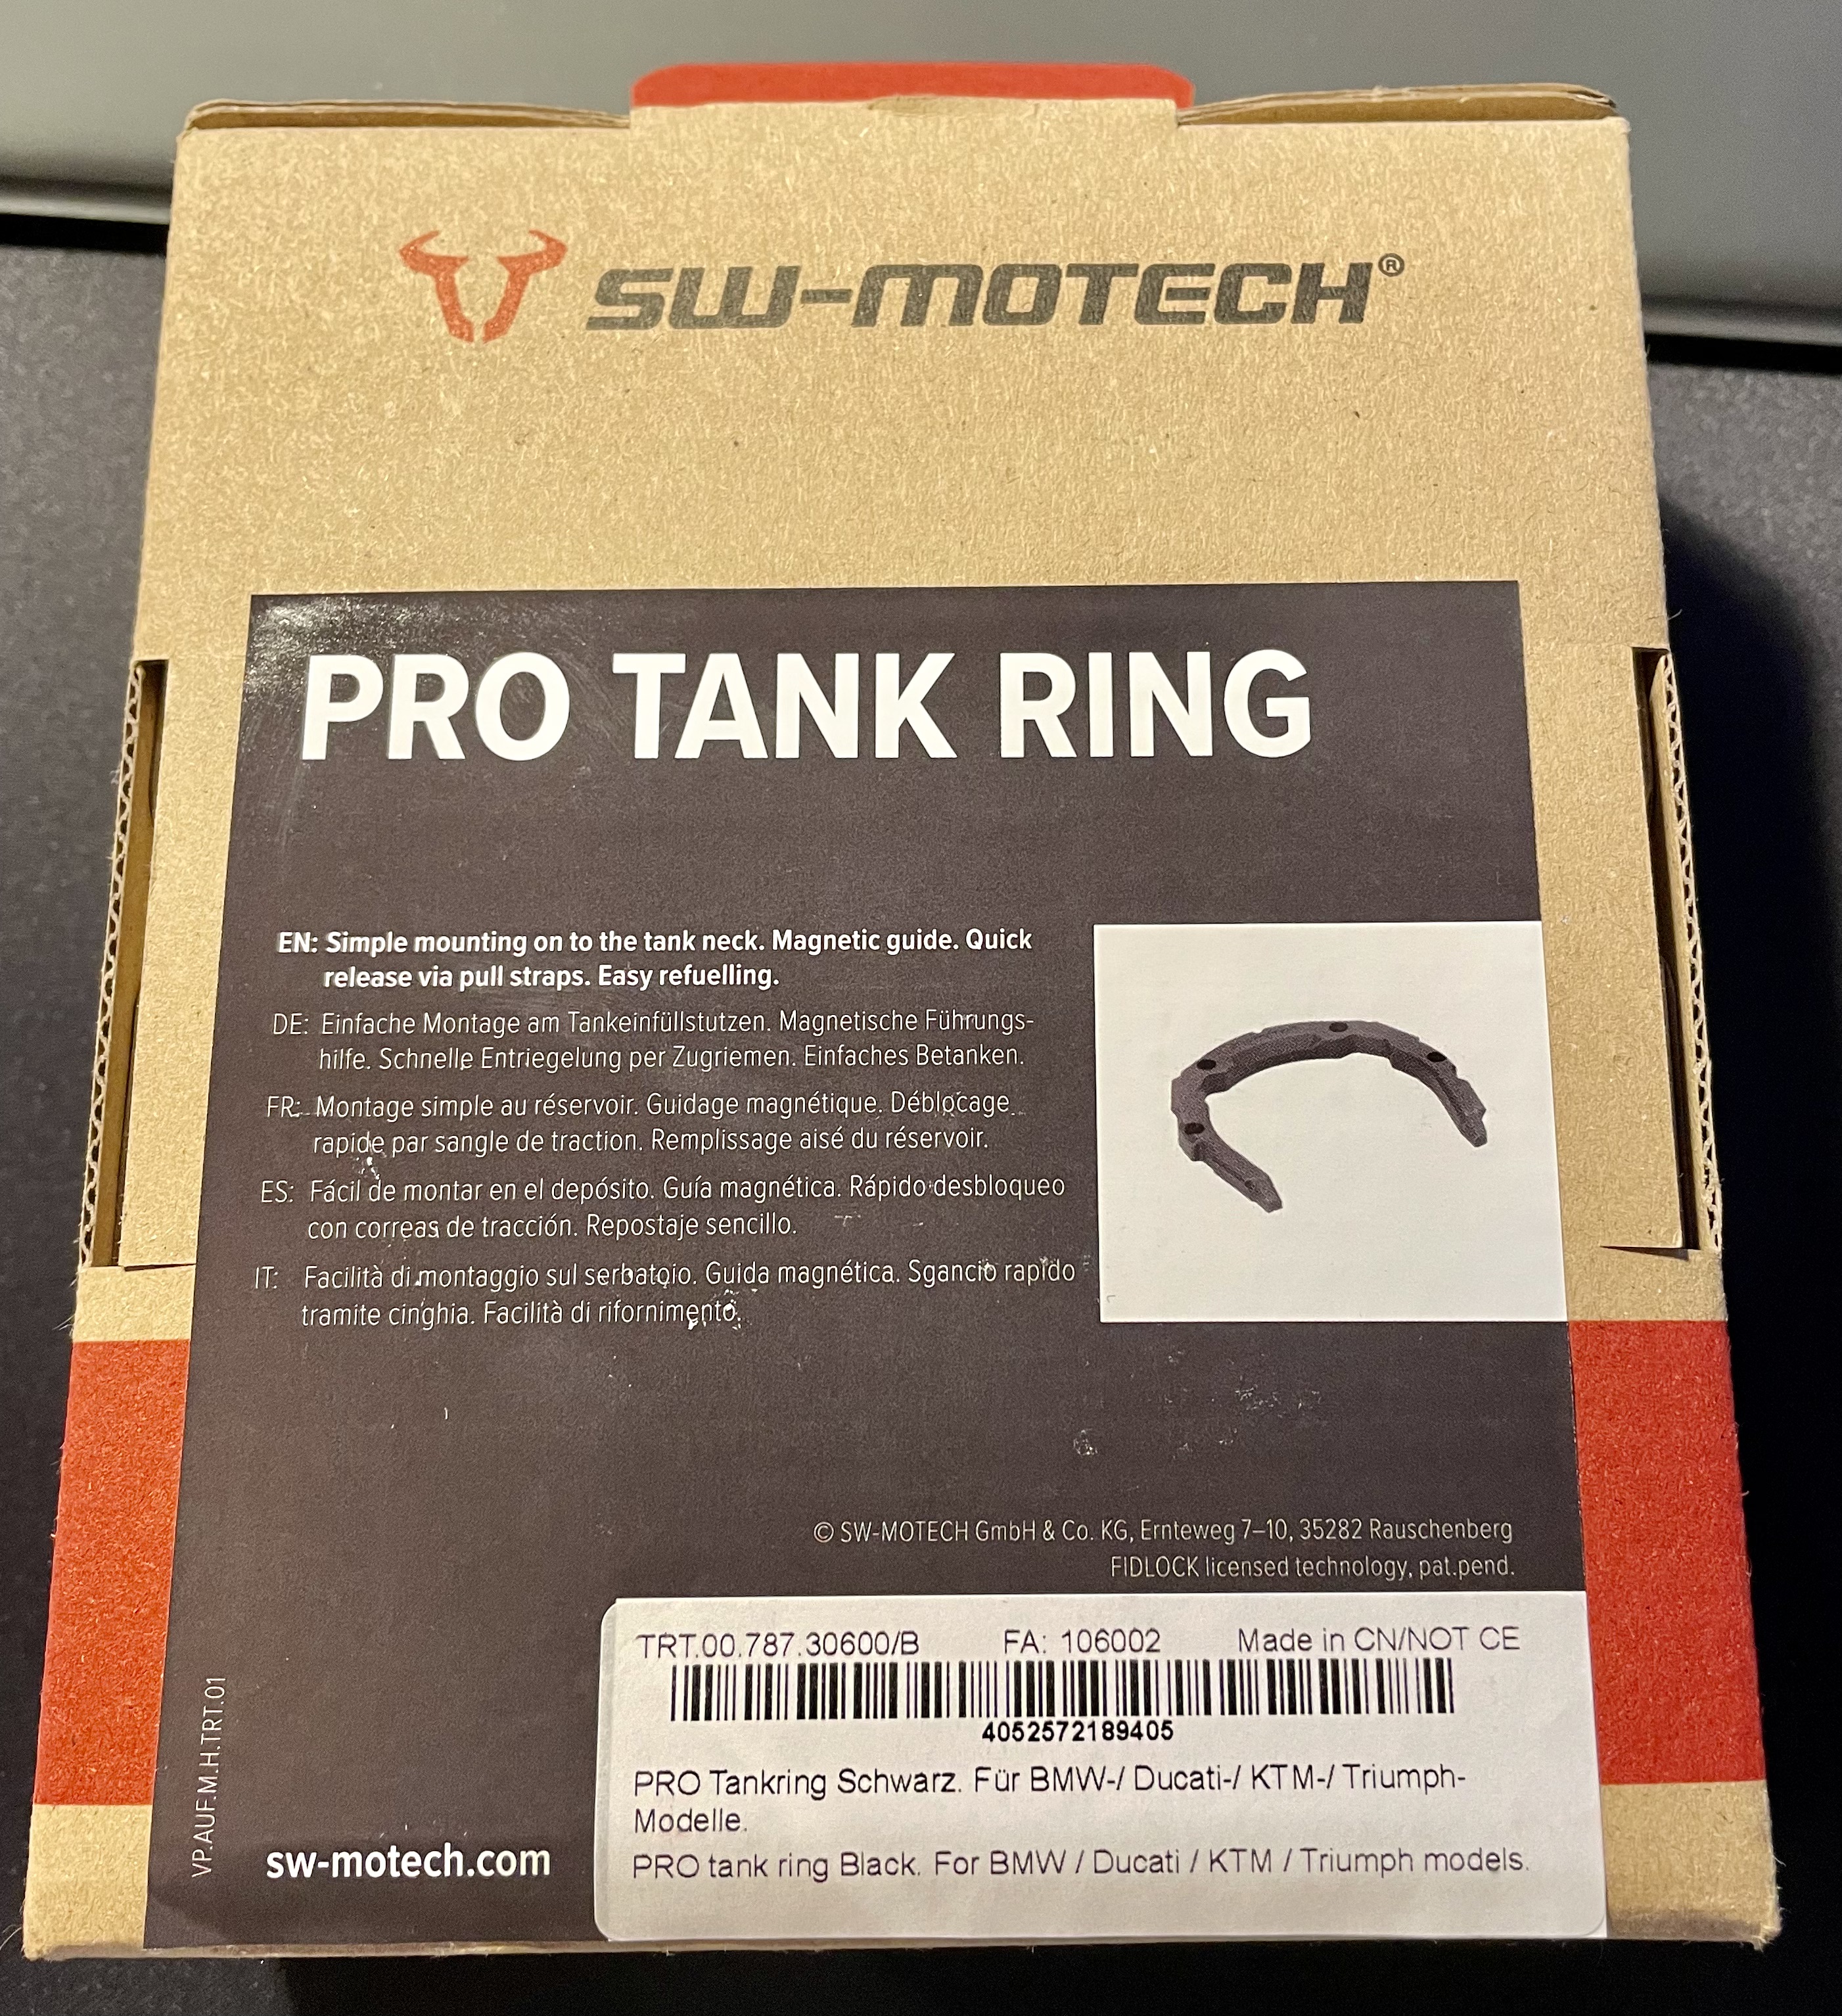 SW-MOTECH®
PRO TANK RING
EN: Simple mounting on to the tank neck. Magnetic guide. Quick
release via pull straps. Easy refuelling.
DE: Einfache Montage am Tankeinfüllstutzen. Magnetische Führungs-
hilfe. Schnelle Entriegelung per Zugriemen. Einfaches Betanken.
FR: Montage simple au réservoir. Guidage magnétique. Déblocage
rapide par sangle de traction. Remplissage aisé du réservoir.
ES: Fácil de montar en el depósito. Guía magnética. Rápido desbloqueo
con correas de tracción. Repostaje sencillo.
IT: Facilità di montaggio sul serbatoio. Guida magnética. Sgancio rapido
tramite cinghia. Facilità di rifornimento.
© SW-MOTECH GmbH & Co. KG, Ernteweg 7–10, 35282 Rauschenberg
FIDLOCK licensed technology, pat.pend.
TRT.00.787.30600/B FA: 106002 Made in CN/NOT CE
4052572189405
PRO Tankring Schwarz. Für BMW-/ Ducati-/ KTM-/ Triumph-
Modelle.
PRO tank ring Black. For BMW / Ducati / KTM / Triumph models.
VP.AUF.M.H.TRT.01
sw-motech.com